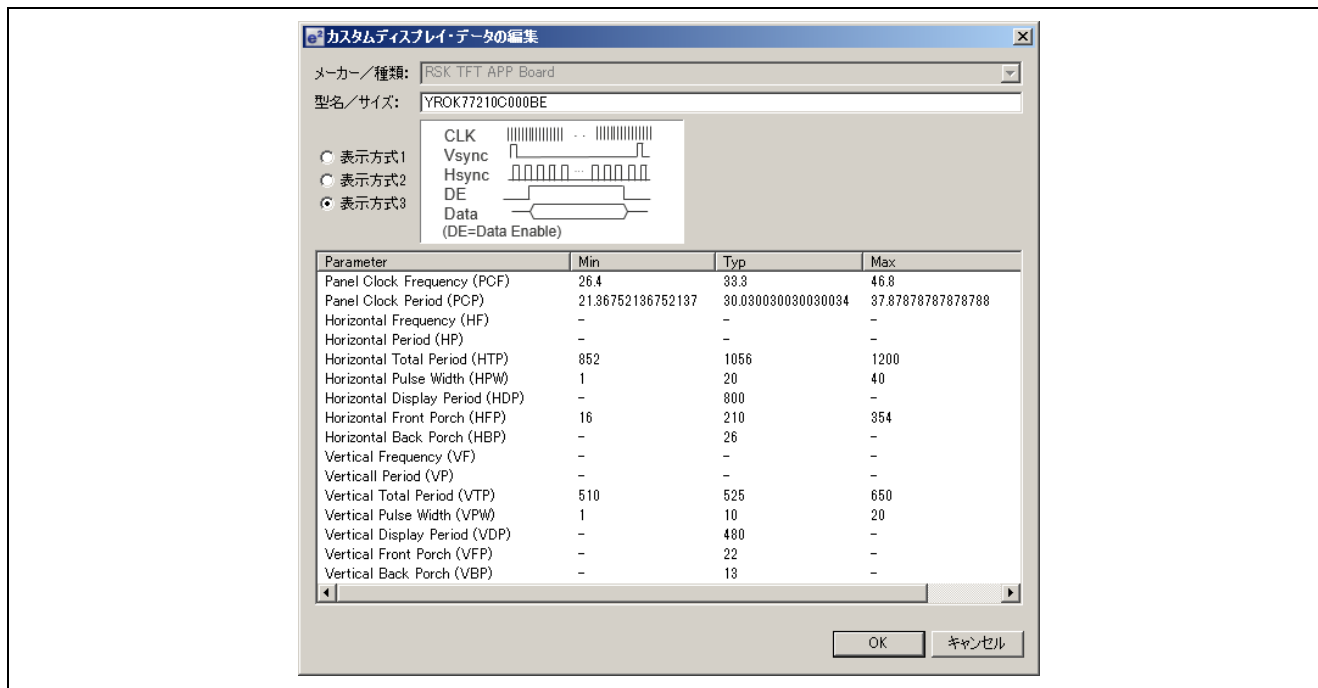 e² カスタムディスプレイ・データの編集
メーカー／種類: RSK TFT APP Board
型名／サイズ: YR0K77210C000BE
表示方式1
表示方式2
表示方式3
CLK
Vsync
Hsync
DE
Data
(DE=Data Enable)
Parameter Min Typ Max
Panel Clock Frequency (PCF) 26.4 33.3 46.8
Panel Clock Period (PCP) 21.36752136752137 30.030030030030034 37.87878787878788
Horizontal Frequency (HF) - - -
Horizontal Period (HP) - - -
Horizontal Total Period (HTP) 852 1056 1200
Horizontal Pulse Width (HPW) 1 20 40
Horizontal Display Period (HDP) - 800 -
Horizontal Front Porch (HFP) 16 210 354
Horizontal Back Porch (HBP) - 26 -
Vertical Frequency (VF) - - -
Verticall Period (VP) - - -
Vertical Total Period (VTP) 510 525 650
Vertical Pulse Width (VPW) 1 10 20
Vertical Display Period (VDP) - 480 -
Vertical Front Porch (VFP) - 22 -
Vertical Back Porch (VBP) - 13 -
OK キャンセル